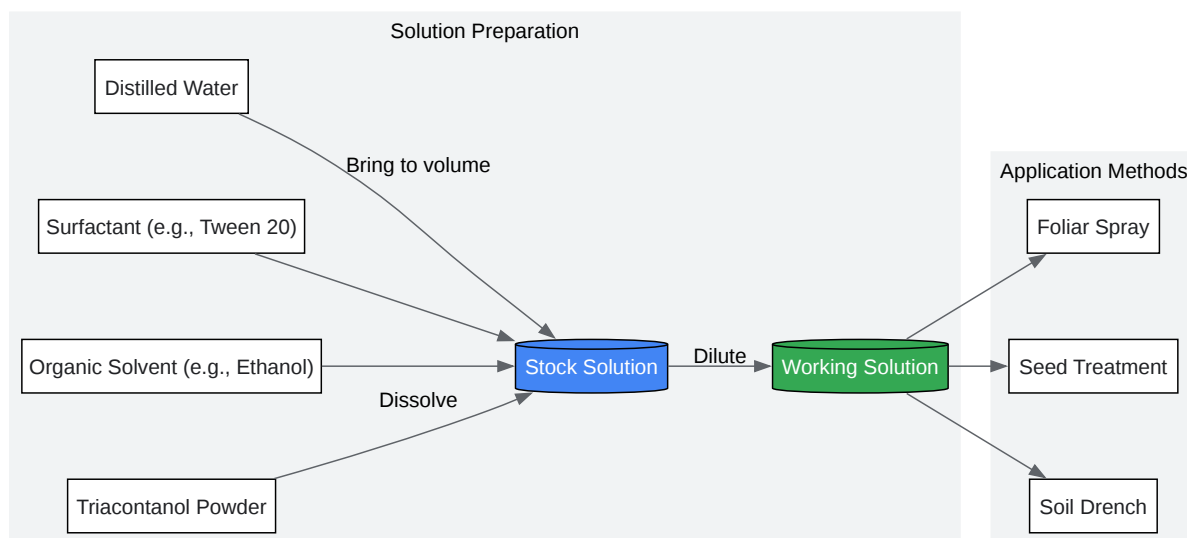 Solution Preparation
Distilled Water
Bring to volume
Application Methods
Surfactant (e.g., Tween 20)
Foliar Spray
Organic Solvent (e.g., Ethanol)
Stock Solution
Dilute
Working Solution
Seed Treatment
Dissolve
Triacontanol Powder
Soil Drench